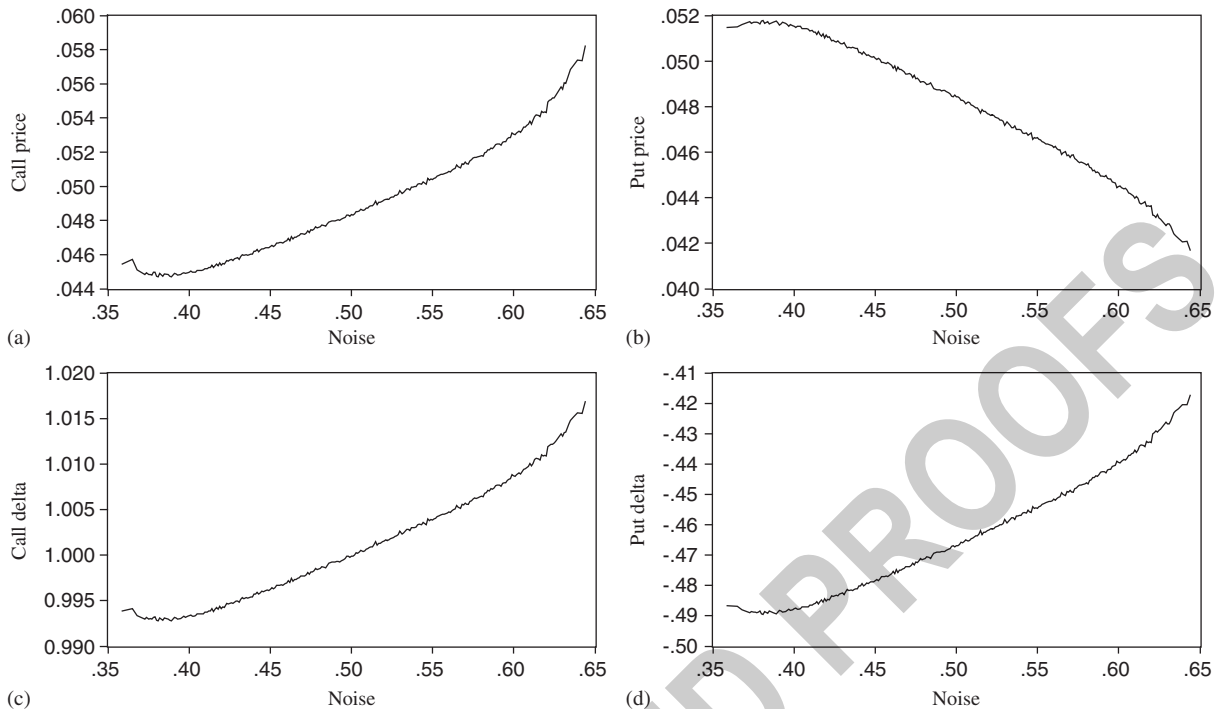 .060
.058
.056
.054
.052
.050
.048
.046
.044
Call price
.35 .40 .45 .50 .55 .60 .65
(a) Noise
.052
.050
.048
.046
.044
.042
.040
Put price
.35 .40 .45 .50 .55 .60 .65
(b) Noise
1.020
1.015
1.010
1.005
1.000
0.995
0.990
Call delta
.35 .40 .45 .50 .55 .60 .65
(c) Noise
-.41
-.42
-.43
-.44
-.45
-.46
-.47
-.48
-.49
-.50
Put delta
.35 .40 .45 .50 .55 .60 .65
(d) Noise
D PROOFS